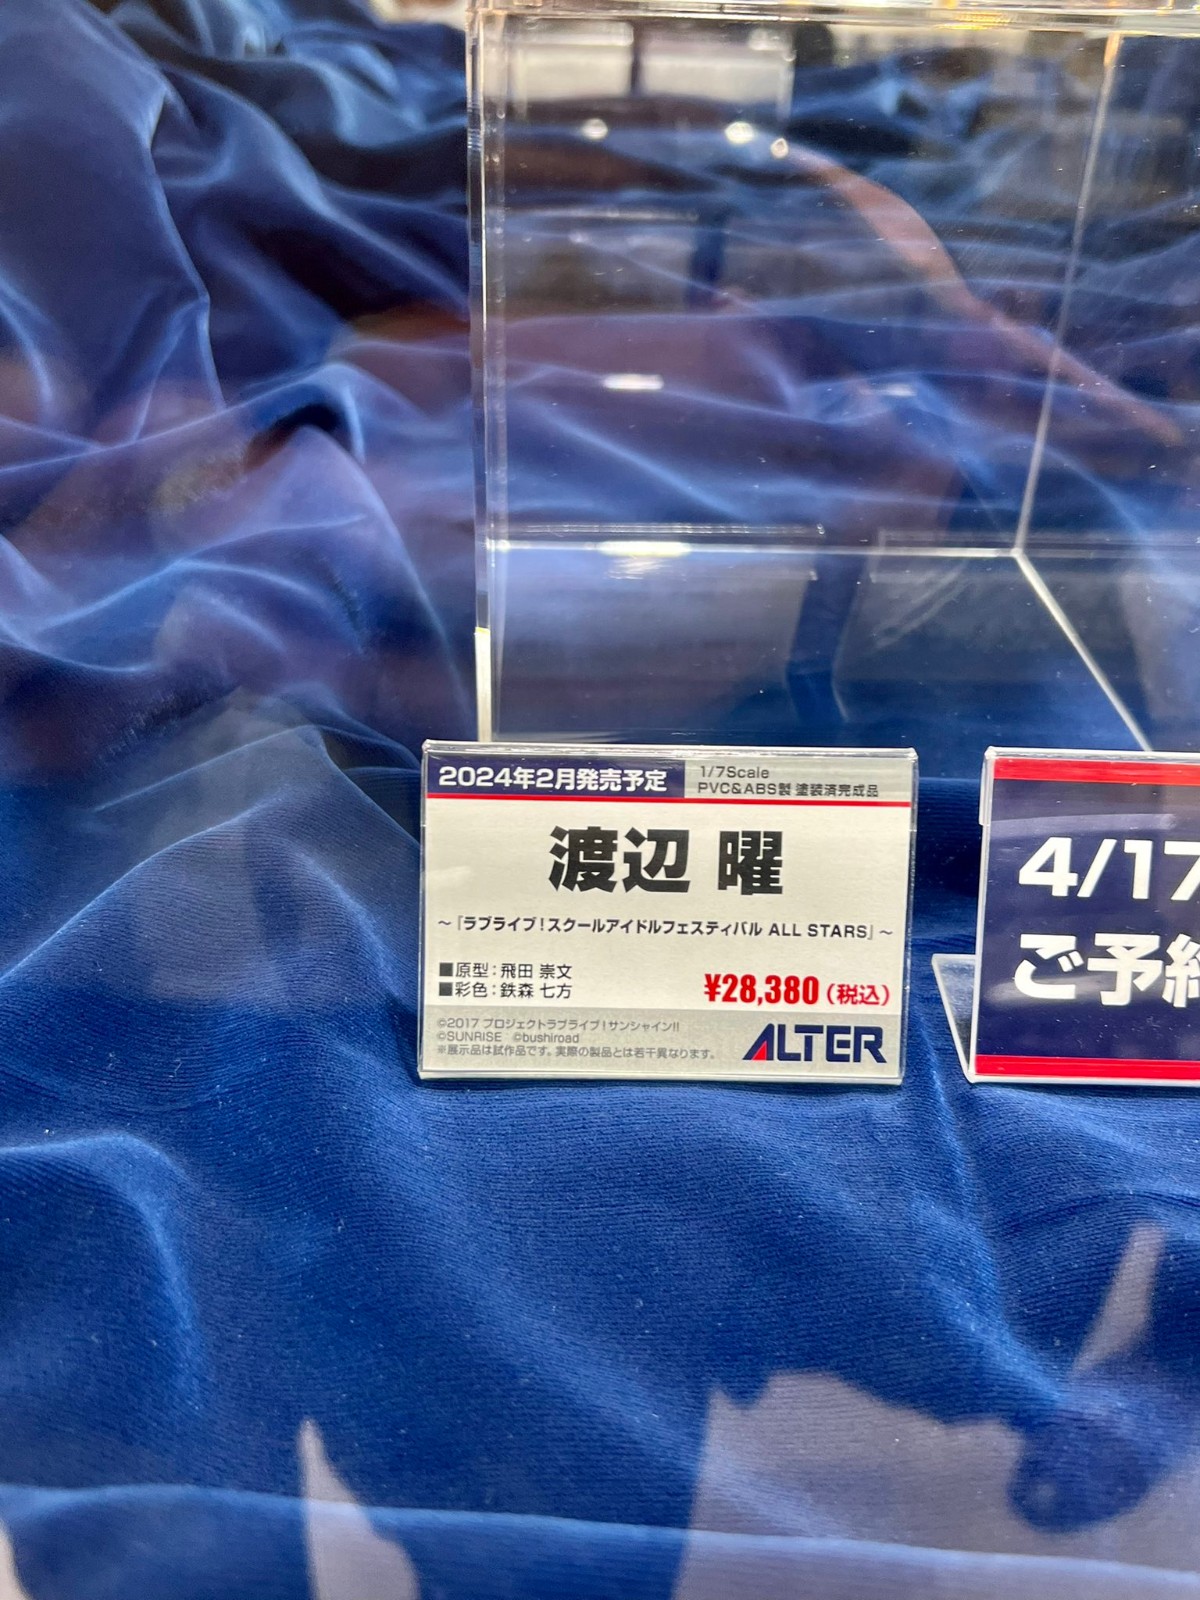 2024年2月発売予定
1/7Scale
PVC&ABS製 塗装済完成品
渡辺 曜
～『ラブライブ!スクールアイドルフェスティバル ALL STARS』～
■原型:飛田 崇文
■彩色:鉄森 七方
¥28,380(税込)
©2017 プロジェクトラブライブ!サンシャイン!!
©SUNRISE ©bushiroad
※展示品は試作品です。実際の製品とは若干異なります。
ALTER
4/17
ご予約